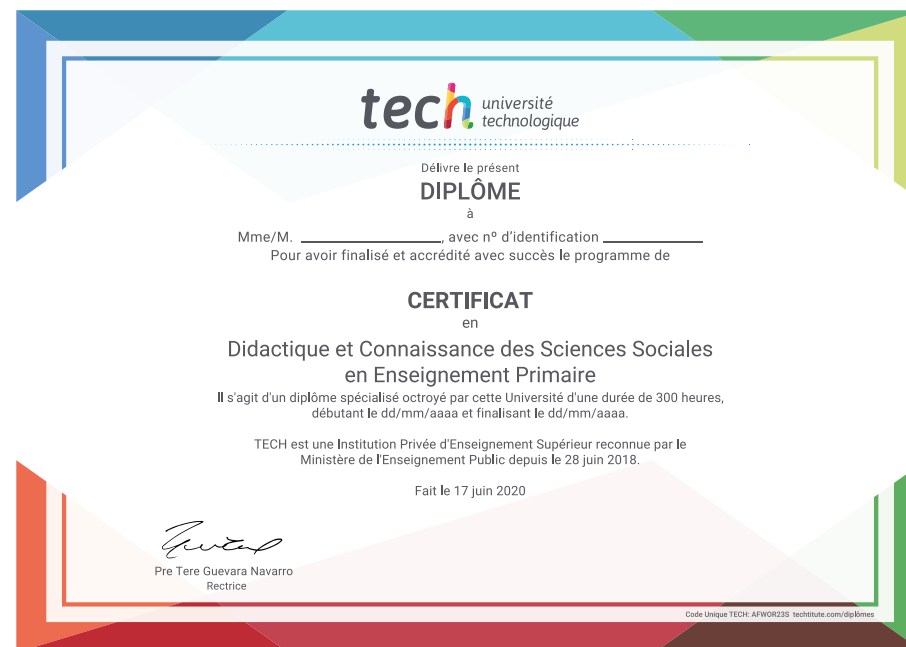 tech université
technologique
Délivre le présent
DIPLÔME
à
Mme/M. ____________________, avec nº d'identification ______________
Pour avoir finalisé et accrédité avec succès le programme de
CERTIFICAT
en
Didactique et Connaissance des Sciences Sociales
en Enseignement Primaire
Il s'agit d'un diplôme spécialisé octroyé par cette Université d'une durée de 300 heures,
débutant le dd/mm/aaaa et finalisant le dd/mm/aaaa.
TECH est une Institution Privée d'Enseignement Supérieur reconnue par le
Ministère de l'Enseignement Public depuis le 28 juin 2018.
Fait le 17 juin 2020
Pre Tere Guevara Navarro
Rectrice
Code Unique TECH: AFWOR23S techtitute.com/diplômes